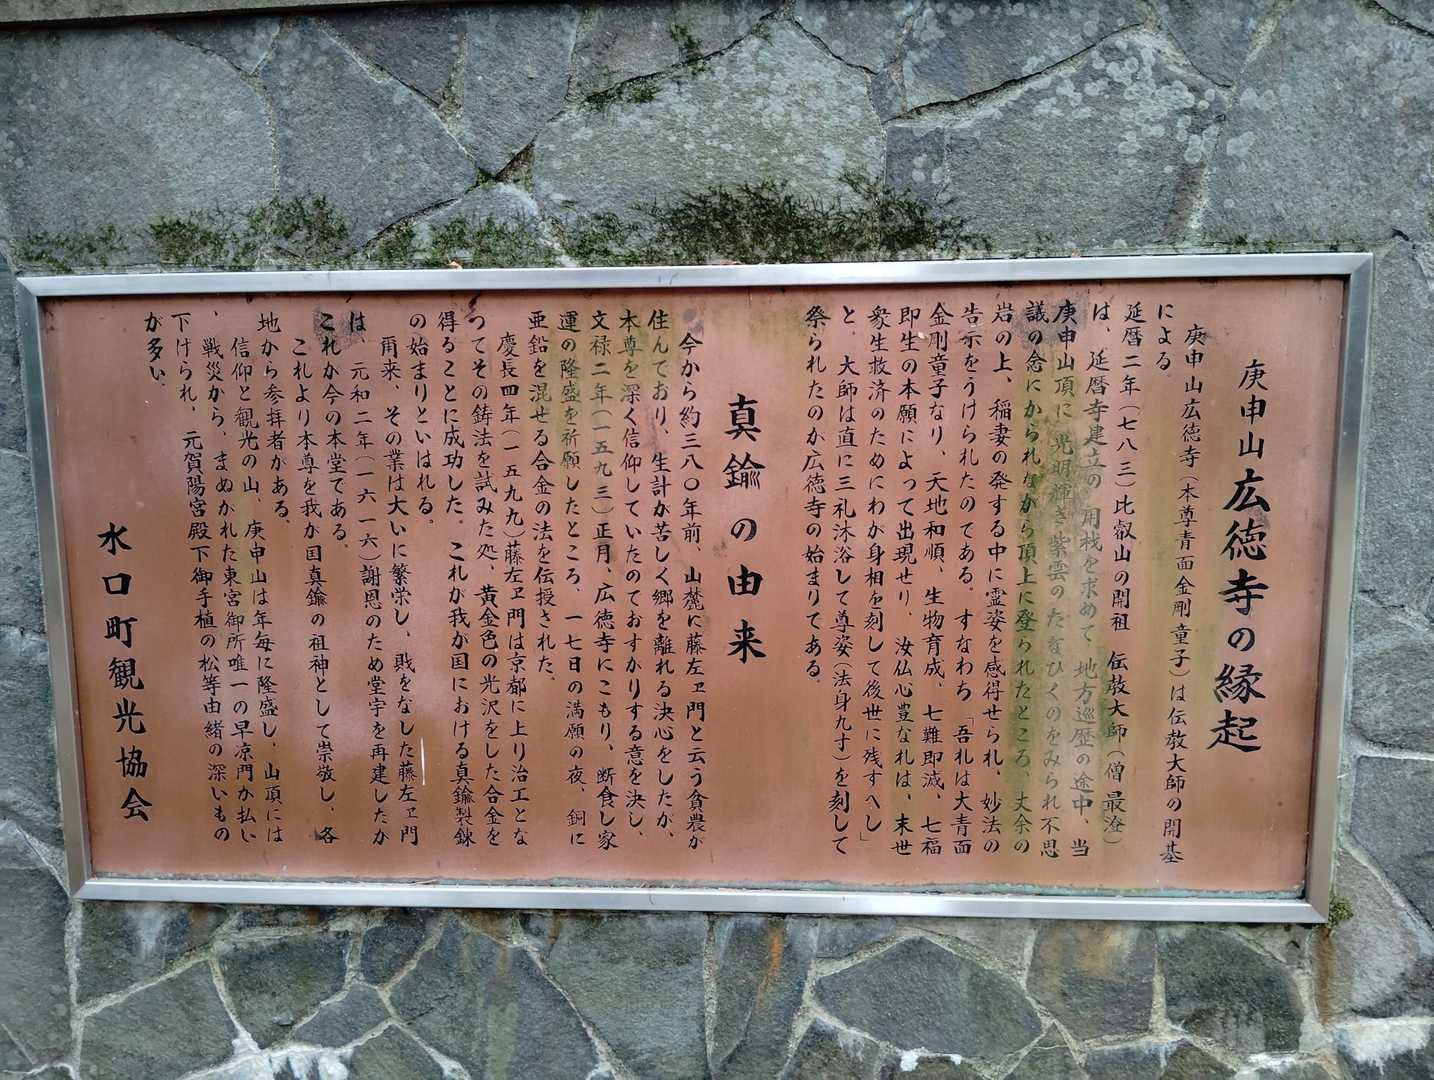 庚申山広徳寺の縁起
庚申山広徳寺(本尊青面金剛童子)は伝教大師の開基
による。
延暦二年(七八三)比叡山の開祖 伝教大師(僧 最澄)
は、延暦寺建立の 用材を求めて 地方巡歴の途中、当
庚申山頂に 光明輝き 紫雲のたなひくのをみられ不思
議の念にかられなから頂上に登られたところ、丈余の
岩の上、稲妻の発する中に霊姿を感得せられ、妙法の
告示をうけられたのてある。すなわち「吾れは大青面
金剛童子なり、天地和順、生物育成、七難即滅、七福
即生の本願によって出現せり、汝仏心豊な札は、末世
衆生救済のためにわが身相を刻して後世に残すへし」
と、大師は直に三礼沐浴して尊姿(法身九寸)を刻して
祭られたのが広徳寺の始まりてある。
真鍮の由来
今から約三八〇年前、山麓に藤左ヱ門と云う貧農が
住んており、生計が苦しく郷を離れる決心をしたが、
本尊を深く信仰していたのておすかりする意を決し、
文禄二年(一五九三)正月、広徳寺にこもり、断食し家
運の隆盛を祈願したところ、一七日の満願の夜、銅に
亜鉛を混せる合金の法を伝授された。
慶長四年(一五九九)藤左ヱ門は京都に上り治工とな
つてその鋳法を試みた処、黄金色の光沢をした合金を
得ることに成功した。これが我が国における真鍮製錬
の始まりといはれる。
爾来、その業は大いに繁栄し、財をなした藤左ヱ門
は 元和二年(一六一六)謝恩のため堂宇を再建したか
これか今の本堂てある。
これより本尊を我か国真鍮の祖神として崇敬し、各
地から参拝者がある。
信仰と観光の山、庚申山は年毎に隆盛し、山頂には
、戦災から、まぬかれた東宮御所唯一の早凉門か払い
下けられ、元賀陽宮殿下御手植の松等由緒の深いもの
が多い。
水口町観光協会